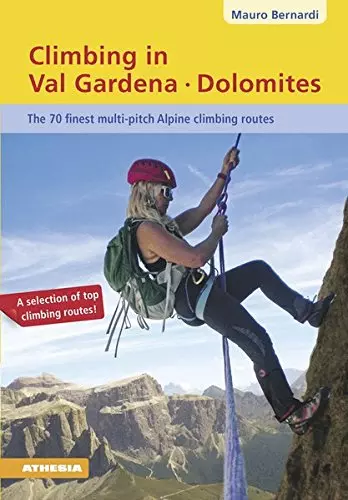 Mauro Bernardi
Climbing in
Val Gardena · Dolomites
The 70 finest multi-pitch Alpine climbing routes
A selection of top
climbing routes!
ATHESIA